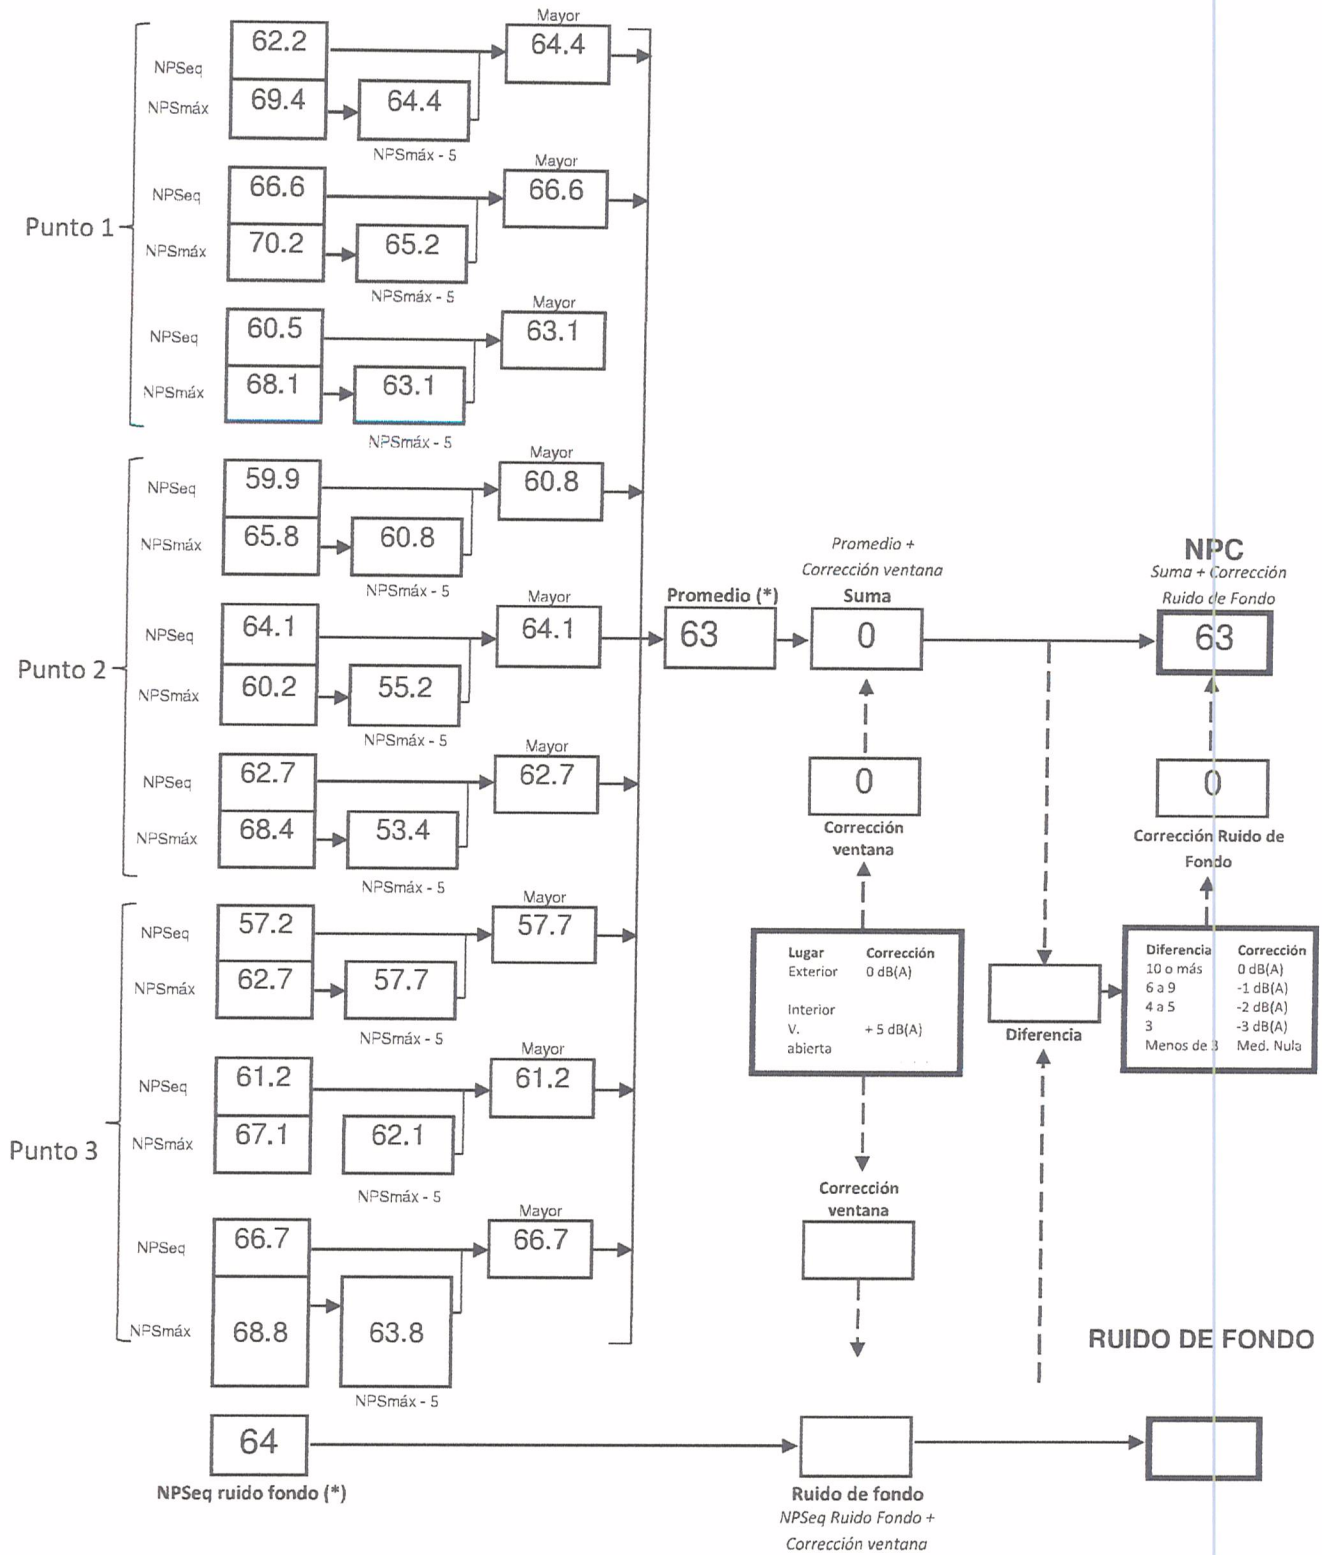 Mayor
62.2
64.4
NPSeq
NPSmáx
69.4
64.4
NPSmáx - 5
Mayor
NPSeq
66.6
66.6
Punto 1
NPSmáx
70.2
65.2
NPSmáx - 5
Mayor
NPSeq
60.5
63.1
NPSmáx
68.1
63.1
NPSmáx - 5
Mayor
NPSeq
59.9
60.8
NPSmáx
65.8
60.8
NPSmáx - 5
Mayor
NPSeq
64.1
64.1
Punto 2
NPSmáx
60.2
55.2
NPSmáx - 5
Mayor
NPSeq
62.7
62.7
NPSmáx
68.4
53.4
NPSmáx - 5
Mayor
NPSeq
57.2
57.7
NPSmáx
62.7
57.7
NPSmáx - 5
Mayor
NPSeq
61.2
61.2
Punto 3
NPSmáx
67.1
62.1
NPSmáx - 5
Mayor
NPSeq
66.7
66.7
NPSmáx
68.8
63.8
NPSmáx - 5
64
NPSeq ruido fondo (*)
Promedio (*)
63
Promedio +
Corrección ventana
Suma
0
0
Corrección
ventana
Lugar Corrección
Exterior 0 dB(A)
Interior
V. + 5 dB(A)
abierta
Corrección
ventana
Ruido de fondo
NPSeq Ruido Fondo +
Corrección ventana
Diferencia
NPC
Suma + Corrección
Ruido de Fondo
63
0
Corrección Ruido de
Fondo
Diferencia Corrección
10 o más 0 dB(A)
6 a 9 -1 dB(A)
4 a 5 -2 dB(A)
3 -3 dB(A)
Menos de 3 Med. Nula
RUIDO DE FONDO